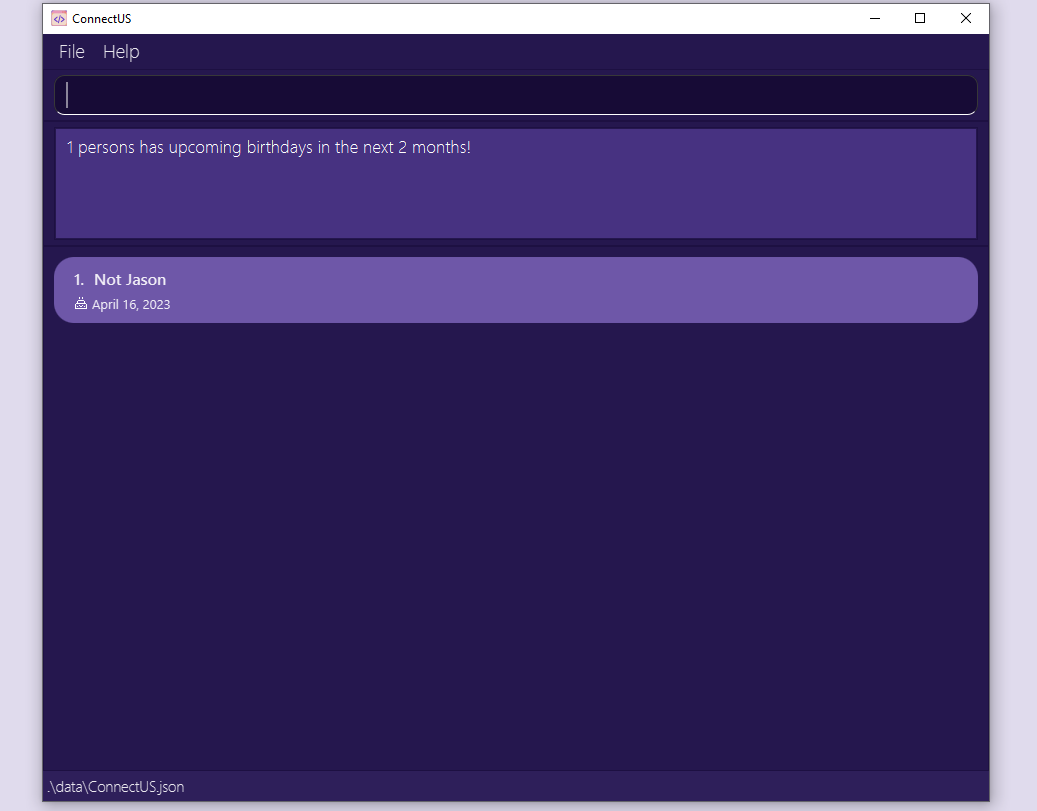 ConnectUS
File Help
1 persons has upcoming birthdays in the next 2 months!
1. Not Jason
April 16, 2023
.\data\ConnectUS.json